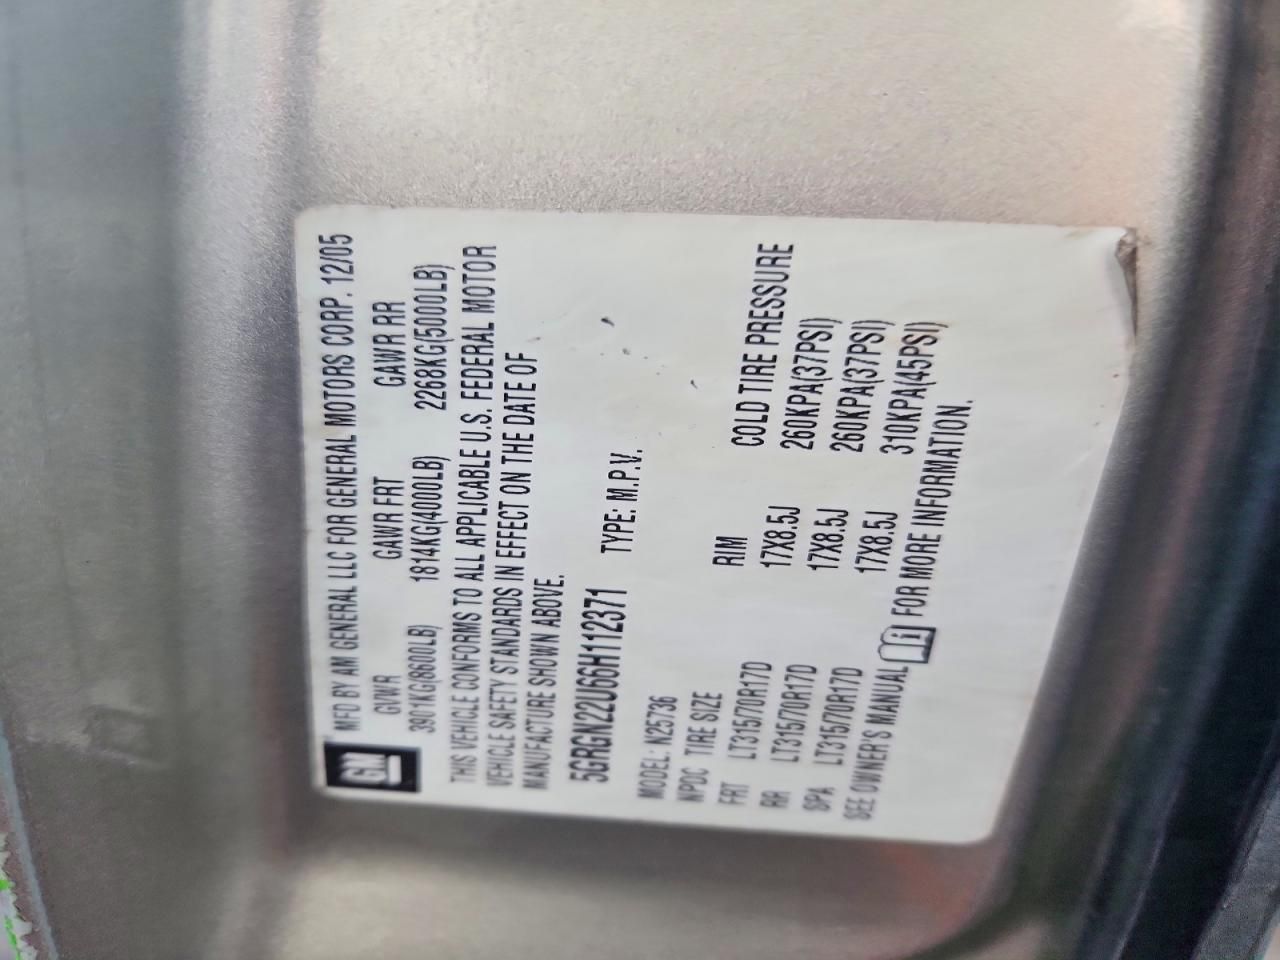 GM
MFD BY AM GENERAL LLC FOR GENERAL MOTORS CORP. 12/05
GVWR GAWR FRT GAWR RR
3901KG(8600LB) 1814KG(4000LB) 2268KG(5000LB)
THIS VEHICLE CONFORMS TO ALL APPLICABLE U.S. FEDERAL MOTOR
VEHICLE SAFETY STANDARDS IN EFFECT ON THE DATE OF
MANUFACTURE SHOWN ABOVE.
5GRGN22U66H112371 TYPE: M.P.V.
MODEL: N25736
NPDC TIRE SIZE RIM COLD TIRE PRESSURE
FRT LT315/70R17D 17X8.5J 260KPA(37PSI)
RR LT315/70R17D 17X8.5J 260KPA(37PSI)
SPA LT315/70R17D 17X8.5J 310KPA(45PSI)
SEE OWNER'S MANUAL i FOR MORE INFORMATION.